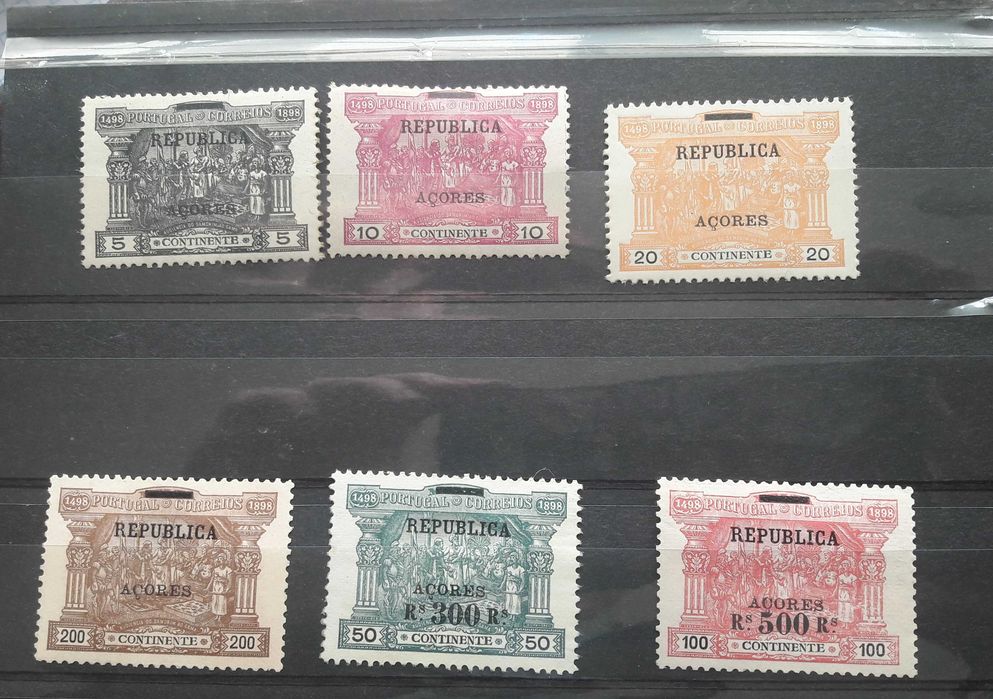 1498 PORTUGAL CORREIOS 1898
REPUBLICA
AÇORES
5 CONTINENTE 5
1498 PORTUGAL CORREIOS 1898
REPUBLICA
AÇORES
10 CONTINENTE 10
1498 PORTUGAL CORREIOS 1898
REPUBLICA
AÇORES
20 CONTINENTE 20
1498 PORTUGAL CORREIOS 1898
REPUBLICA
AÇORES
200 CONTINENTE 200
1498 PORTUGAL CORREIOS 1898
REPUBLICA
AÇORES
Rs 300 Rs
50 CONTINENTE 50
1498 PORTUGAL CORREIOS 1898
REPUBLICA
AÇORES
Rs 500 Rs
100 CONTINENTE 100